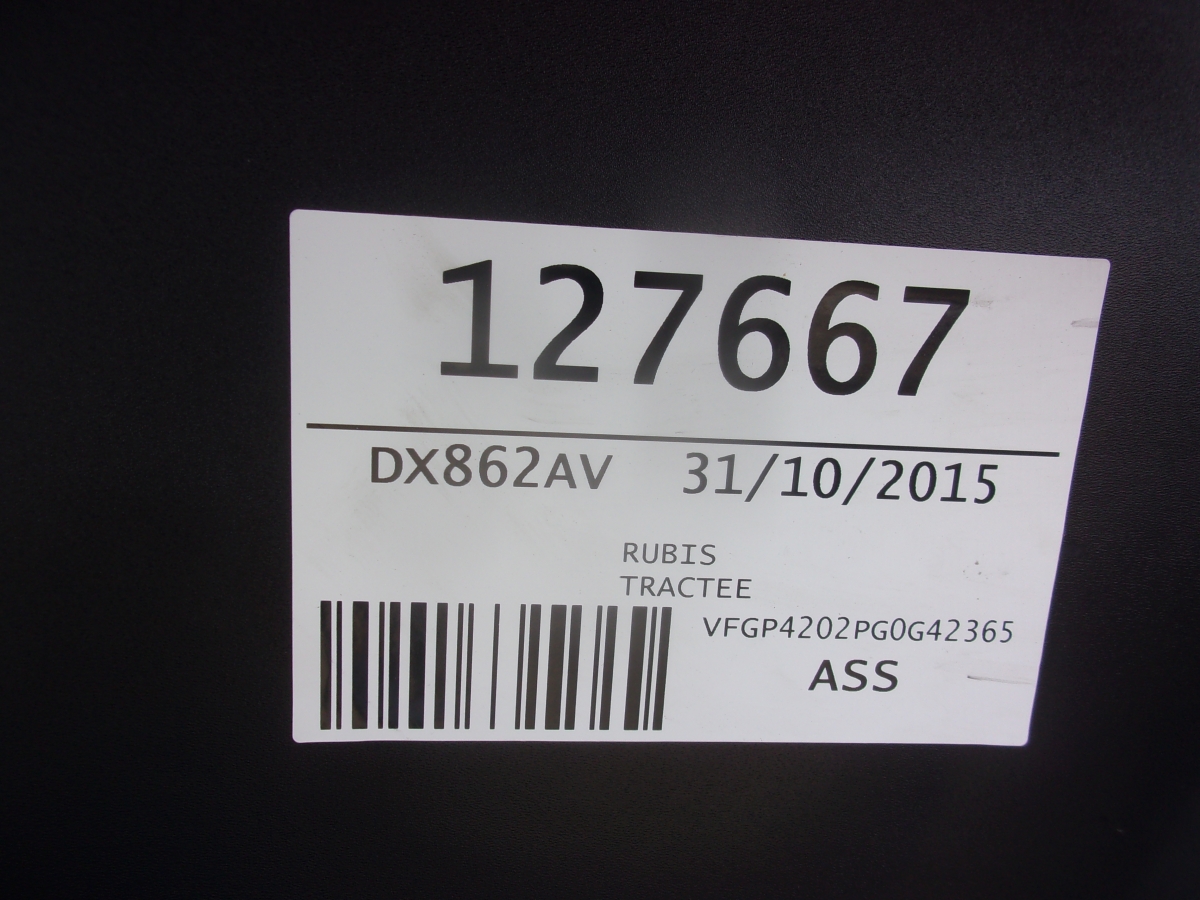 127667
DX862AV 31/10/2015
RUBIS
TRACTEE
VFGP4202PG0G42365
ASS